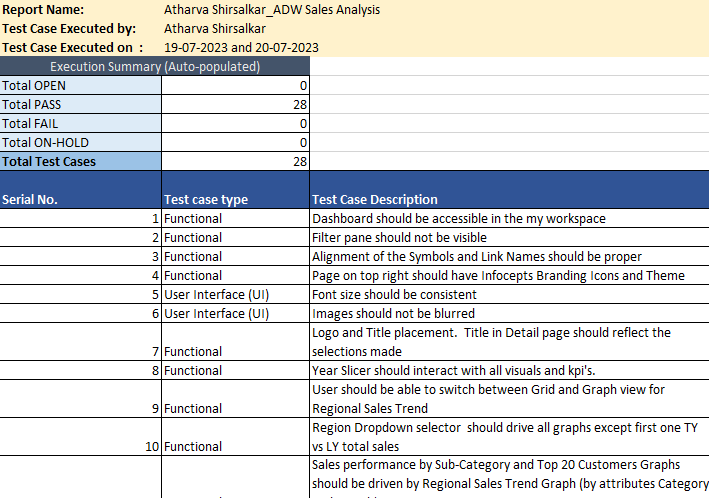 Report Name: Atharva Shirsalkar_ADW Sales Analysis
Test Case Executed by: Atharva Shirsalkar
Test Case Executed on : 19-07-2023 and 20-07-2023
Execution Summary (Auto-populated)
Total OPEN 0
Total PASS 28
Total FAIL 0
Total ON-HOLD 0
Total Test Cases 28
Serial No. Test case type Test Case Description
1 Functional Dashboard should be accessible in the my workspace
2 Functional Filter pane should not be visible
3 Functional Alignment of the Symbols and Link Names should be proper
4 Functional Page on top right should have Infocepts Branding Icons and Theme
5 User Interface (UI) Font size should be consistent
6 User Interface (UI) Images should not be blurred
Logo and Title placement. Title in Detail page should reflect the
7 Functional selections made
8 Functional Year Slicer should interact with all visuals and kpi's.
User should be able to switch between Grid and Graph view for
9 Functional Regional Sales Trend
Region Dropdown selector should drive all graphs except first one TY
10 Functional vs LY total sales
Sales performance by Sub-Category and Top 20 Customers Graphs
should be driven by Regional Sales Trend Graph (by attributes Category